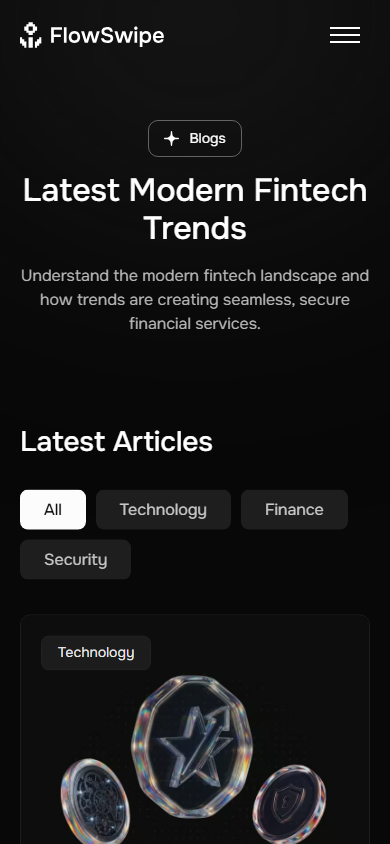 FlowSwipe
Blogs
Latest Modern Fintech
Trends
Understand the modern fintech landscape and
how trends are creating seamless, secure
financial services.
Latest Articles
All
Technology
Finance
Security
Technology